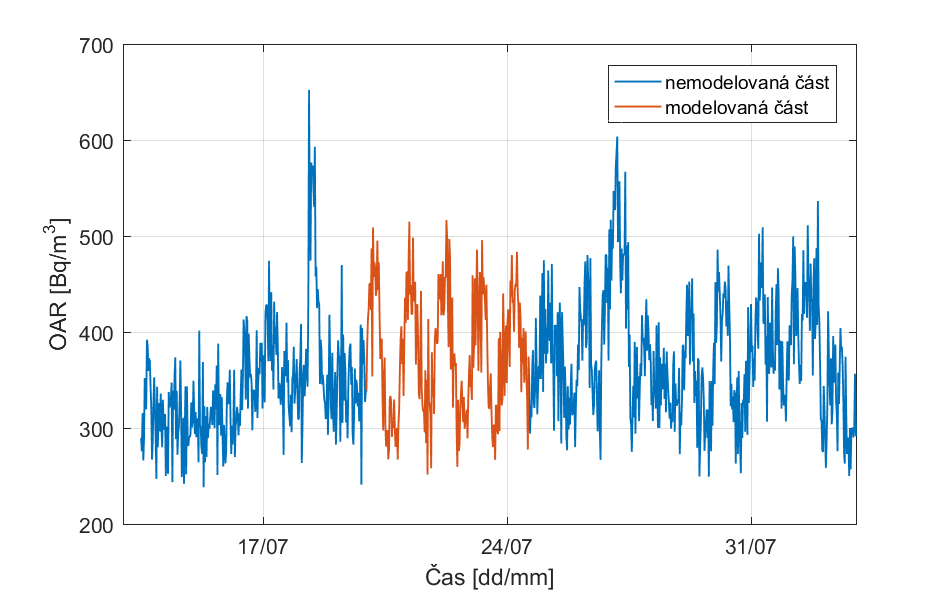 700
600
500
400
300
200
OAR [Bq/m³]
nemodelovaná část
modelovaná část
17/07
24/07
31/07
Čas [dd/mm]